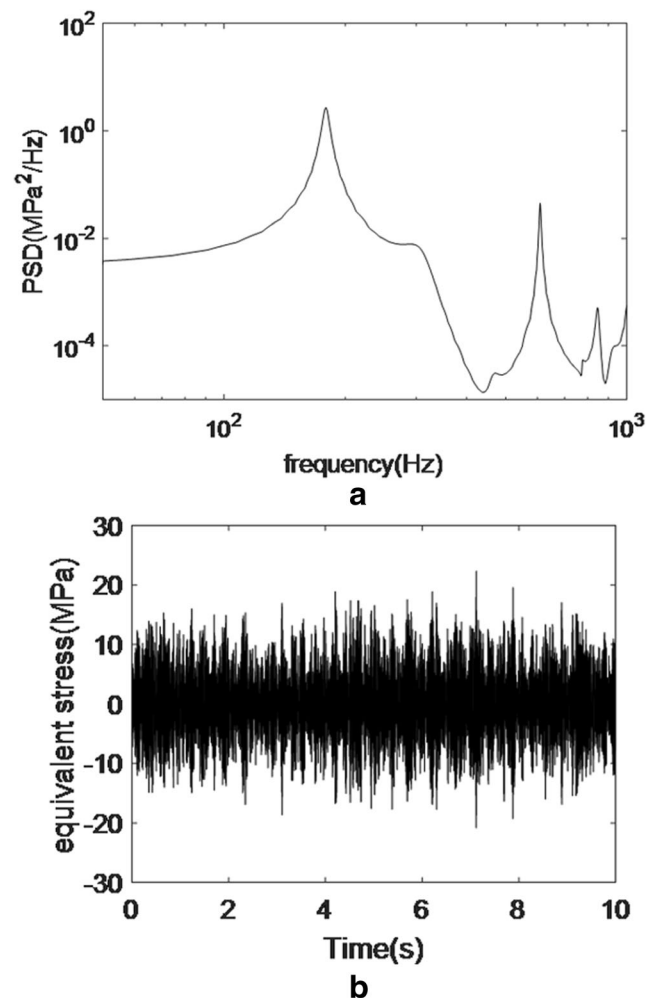 10^2
10^0
10^-2
10^-4
PSD(MPa^2/Hz)
10^2 10^3
frequency(Hz)
a
30
20
10
0
-10
-20
-30
equivalent stress(MPa)
0 2 4 6 8 10
Time(s)
b